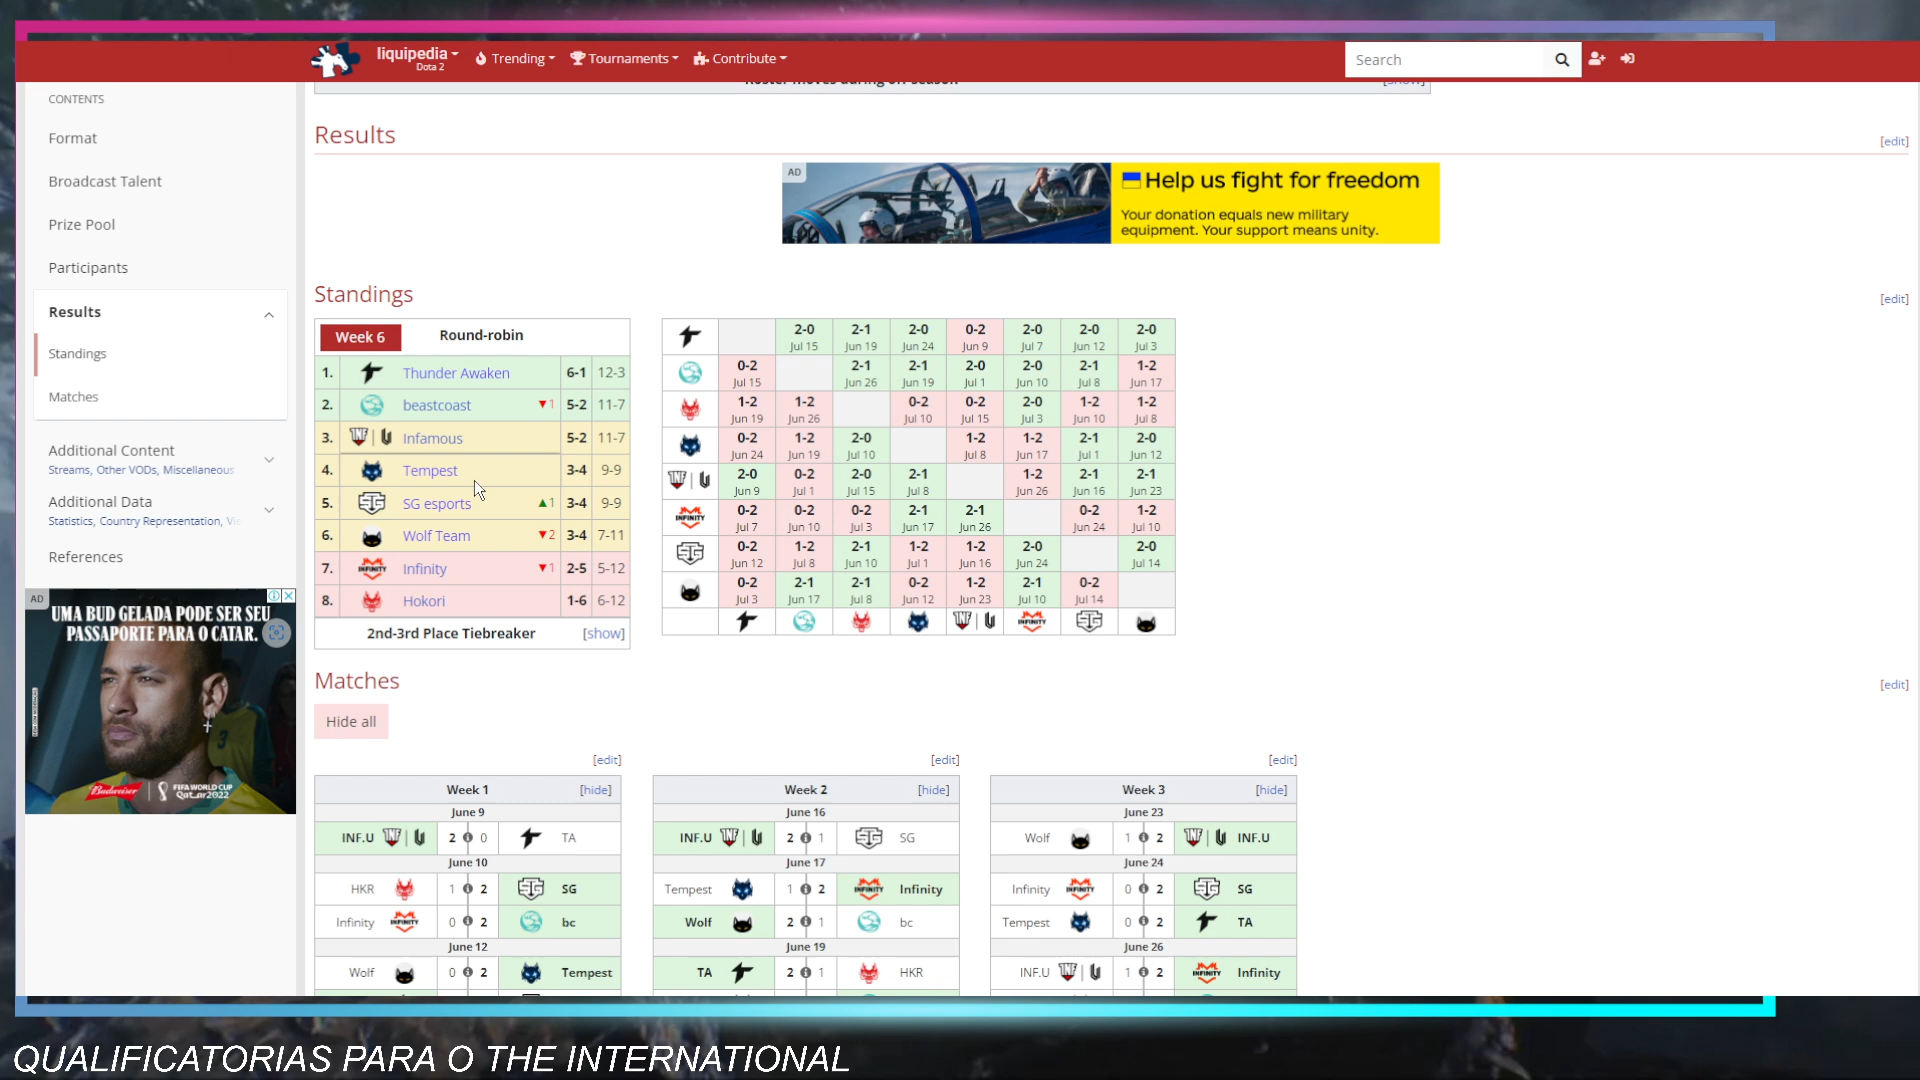 liquipedia
Dota 2
Trending
Tournaments
Contribute
Search
CONTENTS
Format
Broadcast Talent
Prize Pool
Participants
Results
Standings
Matches
Additional Content
Streams, Other VODs, Miscellaneous
Additional Data
Statistics, Country Representation,
References
AD
UMA BUD GELADA PODE SER SEU
PASSAPORTE PARA O CATAR.
Budweiser
FIFA WORLD CUP
Qatar2022
Roster moves during off-season [show]
Results [edit]
AD
Help us fight for freedom
Your donation equals new military
equipment. Your support means unity.
Standings [edit]
Week 6 Round-robin
1. Thunder Awaken 6-1 12-3
2. beastcoast ▼1 5-2 11-7
3. Infamous 5-2 11-7
4. Tempest 3-4 9-9
5. SG esports ▲1 3-4 9-9
6. Wolf Team ▼2 3-4 7-11
7. INFINITY Infinity ▼1 2-5 5-12
8. Hokori 1-6 6-12
2nd-3rd Place Tiebreaker [show]
2-0 2-1 2-0 0-2 2-0 2-0 2-0
Jul 15 Jun 19 Jun 24 Jun 9 Jul 7 Jun 12 Jul 3
0-2 2-1 2-1 2-0 2-0 2-1 1-2
Jul 15 Jun 26 Jun 19 Jul 1 Jun 10 Jul 8 Jun 17
1-2 1-2 0-2 0-2 2-0 1-2 1-2
Jun 19 Jun 26 Jul 10 Jul 15 Jul 3 Jun 10 Jul 8
0-2 1-2 2-0 1-2 1-2 2-1 2-0
Jun 24 Jun 19 Jul 10 Jul 8 Jun 17 Jul 1 Jun 12
2-0 0-2 2-0 2-1 1-2 2-1 2-1
Jun 9 Jul 1 Jul 15 Jul 8 Jun 26 Jun 16 Jun 23
INFINITY 0-2 0-2 0-2 2-1 2-1 0-2 1-2
Jul 7 Jun 10 Jul 3 Jun 17 Jun 26 Jun 24 Jul 10
0-2 1-2 2-1 1-2 1-2 2-0 2-0
Jun 12 Jul 8 Jun 10 Jul 1 Jun 16 Jun 24 Jul 14
0-2 2-1 2-1 0-2 1-2 2-1 0-2
Jul 3 Jun 17 Jul 8 Jun 12 Jun 23 Jul 10 Jul 14
INFINITY
Matches [edit]
Hide all
[edit]
Week 1 [hide]
June 9
INF.U 2 0 TA
June 10
HKR 1 2 SG
Infinity INFINITY 0 2 bc
June 12
Wolf 0 2 Tempest
[edit]
Week 2 [hide]
June 16
INF.U 2 1 SG
June 17
Tempest 1 2 INFINITY Infinity
Wolf 2 1 bc
June 19
TA 2 1 HKR
[edit]
Week 3 [hide]
June 23
Wolf 1 2 INF.U
June 24
Infinity INFINITY 0 2 SG
Tempest 0 2 TA
June 26
INF.U 1 2 INFINITY Infinity
QUALIFICATORIAS PARA O THE INTERNATIONAL